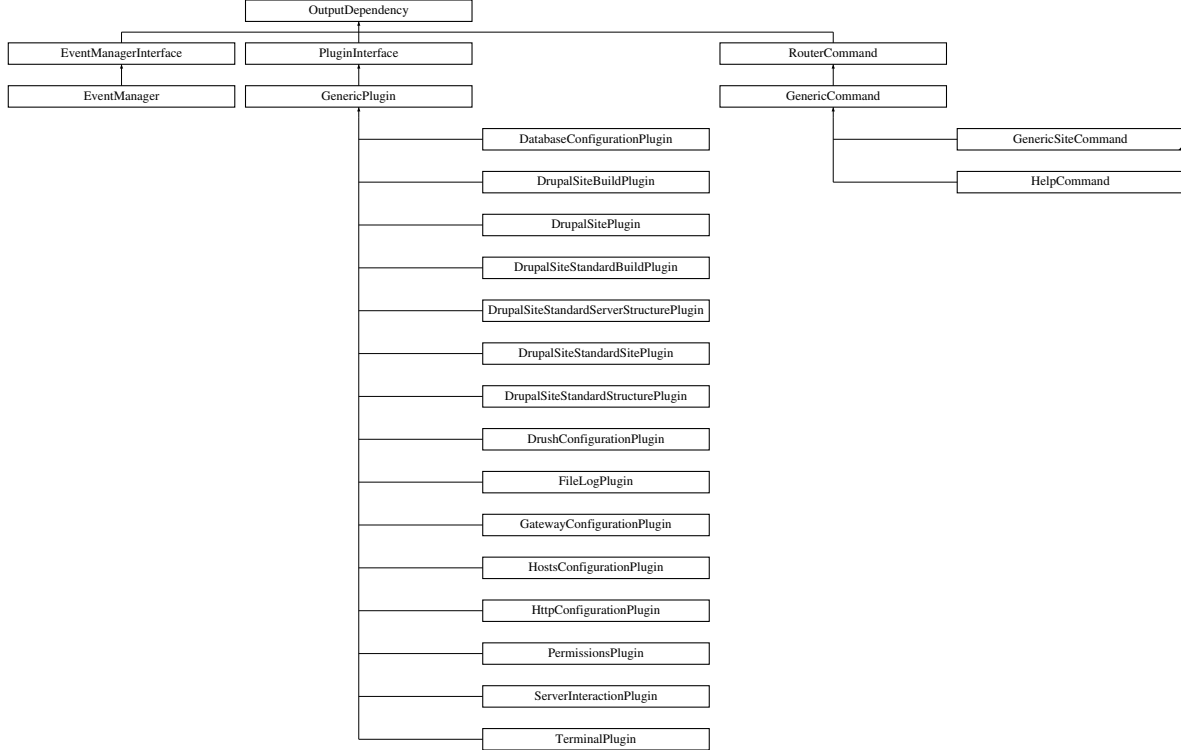 OutputDependency
EventManagerInterface
PluginInterface
RouterCommand
EventManager
GenericPlugin
GenericCommand
DatabaseConfigurationPlugin
GenericSiteCommand
DrupalSiteBuildPlugin
HelpCommand
DrupalSitePlugin
DrupalSiteStandardBuildPlugin
DrupalSiteStandardServerStructurePlugin
DrupalSiteStandardSitePlugin
DrupalSiteStandardStructurePlugin
DrushConfigurationPlugin
FileLogPlugin
GatewayConfigurationPlugin
HostsConfigurationPlugin
HttpConfigurationPlugin
PermissionsPlugin
ServerInteractionPlugin
TerminalPlugin